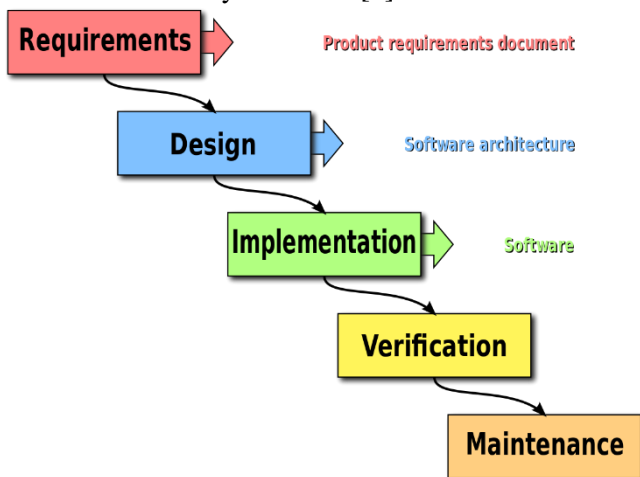 Requirements
Product requirements document
Design
Software architecture
Implementation
Software
Verification
Maintenance